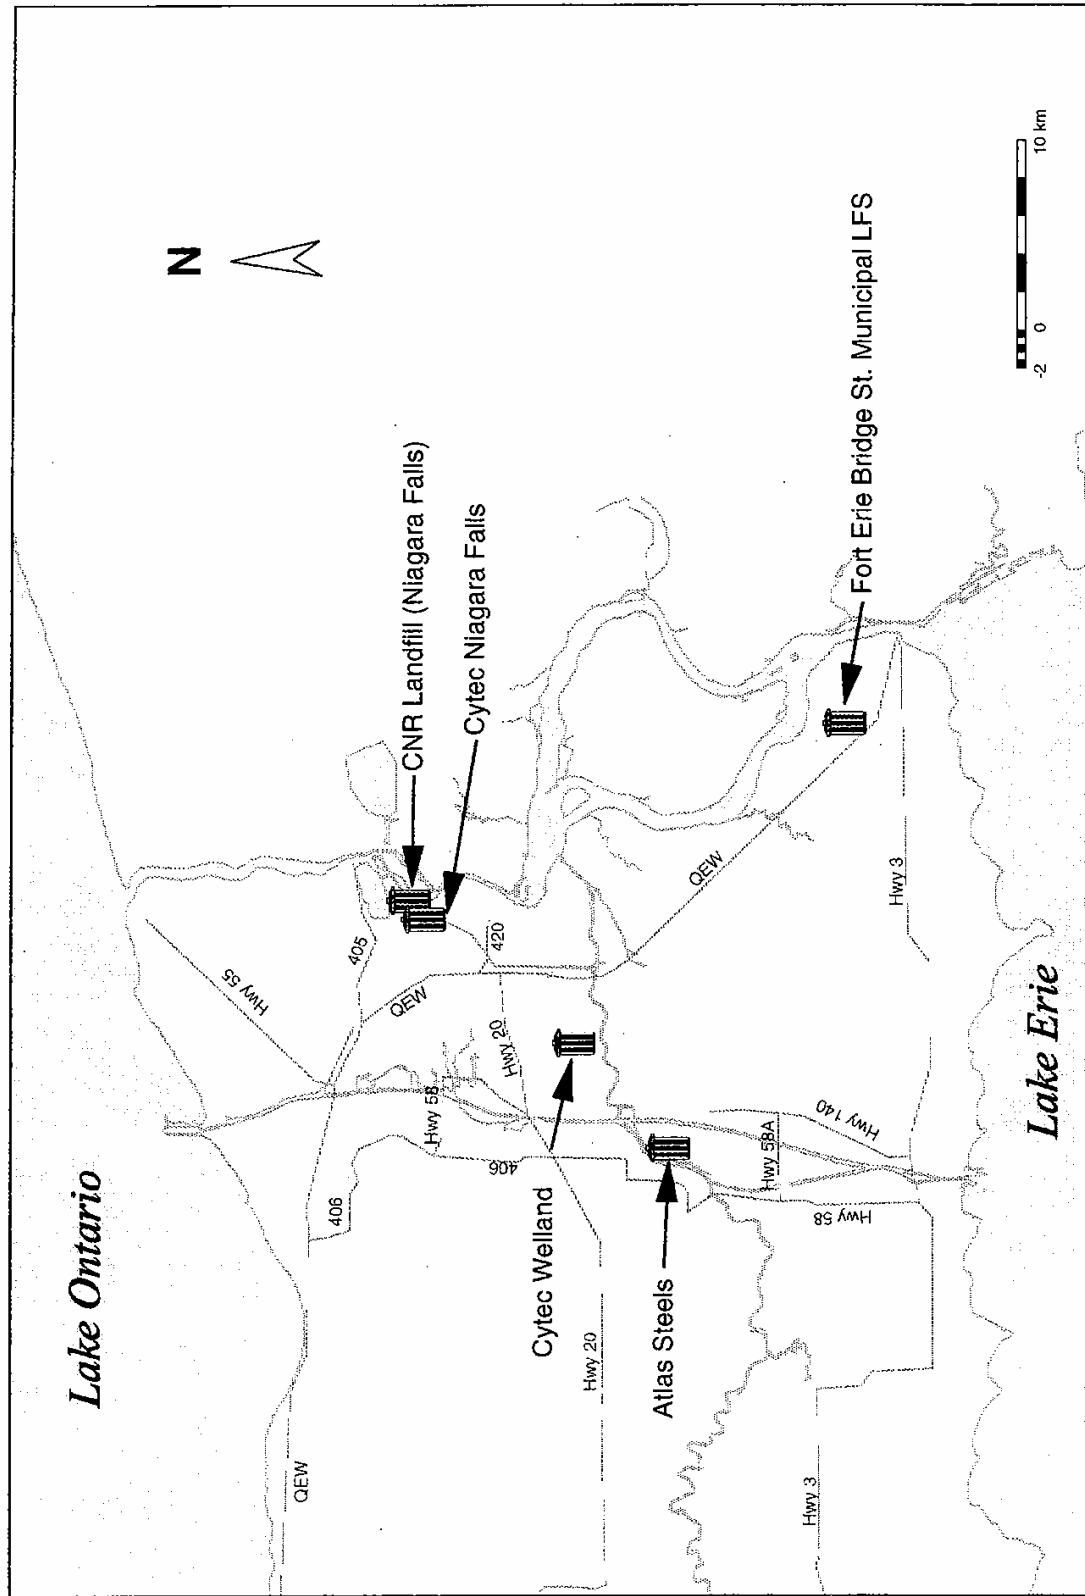 Lake Ontario
N
Hwy 55
405
QEW
406
QEW
CNR Landfill (Niagara Falls)
Cytec Niagara Falls
420
Hwy 58
Hwy 20
406
Cytec Welland
Hwy 20
Atlas Steels
QEW
Hwy 58A
Hwy 140
Hwy 58
Hwy 3
Hwy 3
Fort Erie Bridge St. Municipal LFS
Lake Erie
-2 0 10 km